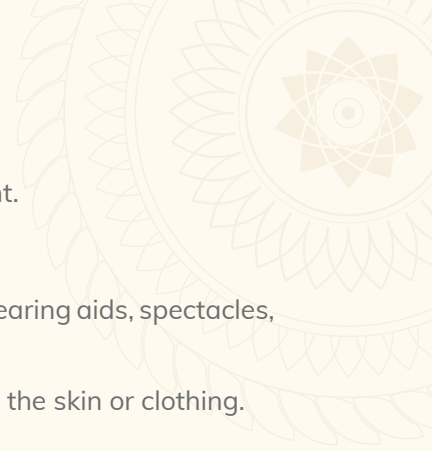 t.
earing aids, spectacles,
the skin or clothing.